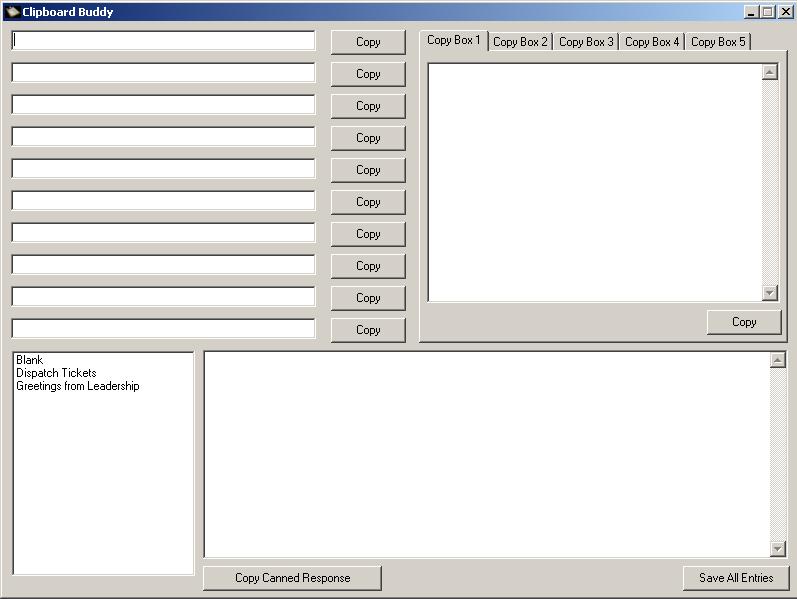 Clipboard Buddy
Copy
Copy
Copy
Copy
Copy
Copy
Copy
Copy
Copy
Copy
Copy Box 1 Copy Box 2 Copy Box 3 Copy Box 4 Copy Box 5
Copy
Blank
Dispatch Tickets
Greetings from Leadership
Copy Canned Response
Save All Entries